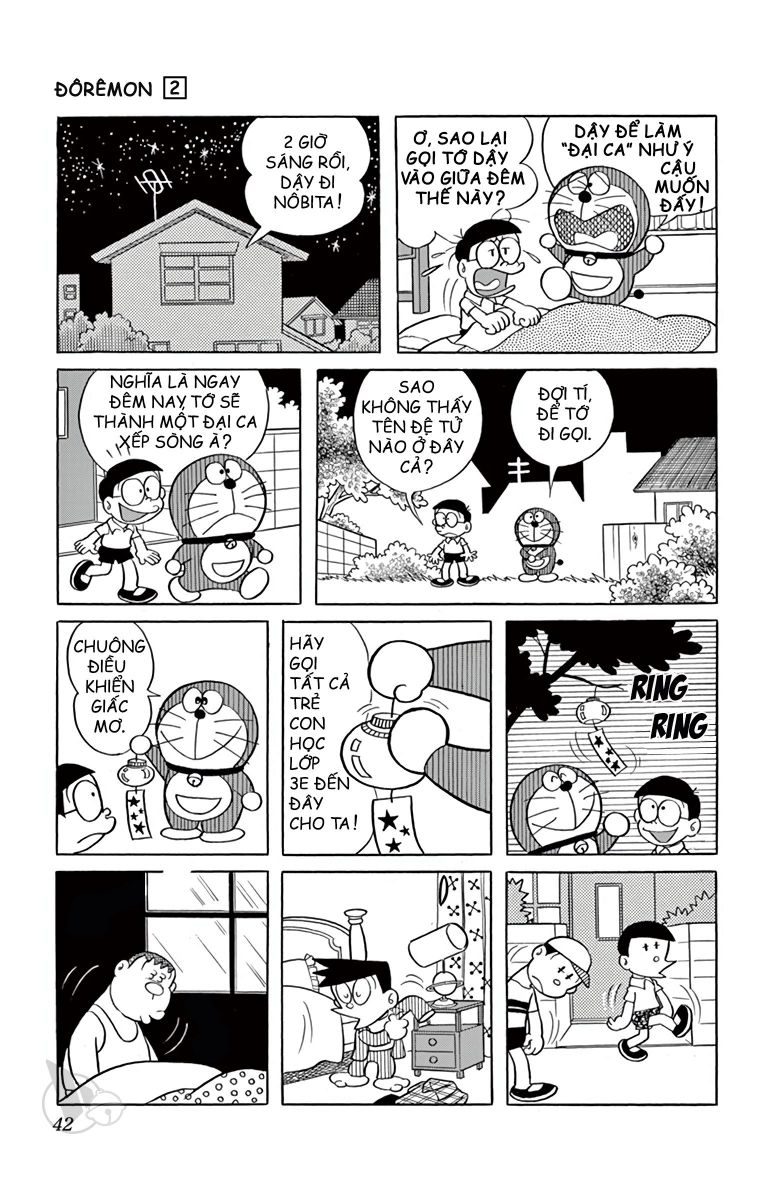 ĐÔRÊMON 2
2 GIỜ
SÁNG RỒI,
DẬY ĐI
NÔBITA!
Ơ, SAO LẠI
GỌI TỚ DẬY
VÀO GIỮA ĐÊM
THẾ NÀY?
DẬY ĐỂ LÀM
“ĐẠI CA” NHƯ Ý
CẬU
MUỐN
ĐẤY!
NGHĨA LÀ NGAY
ĐÊM NAY, TỚ SẼ
THÀNH MỘT ĐẠI CA
XẾP SÒNG À?
SAO
KHÔNG THẤY
TÊN ĐỆ TỬ
NÀO Ở ĐÂY
CẢ?
ĐỢI TÍ,
ĐỂ TỚ
ĐI GỌI.
CHUÔNG
ĐIỀU
KHIỂN
GIẤC
MƠ.
HÃY
GỌI
TẤT CẢ
TRẺ
CON
HỌC
LỚP
3E ĐẾN
ĐÂY
CHO TA!
RING
RING
42